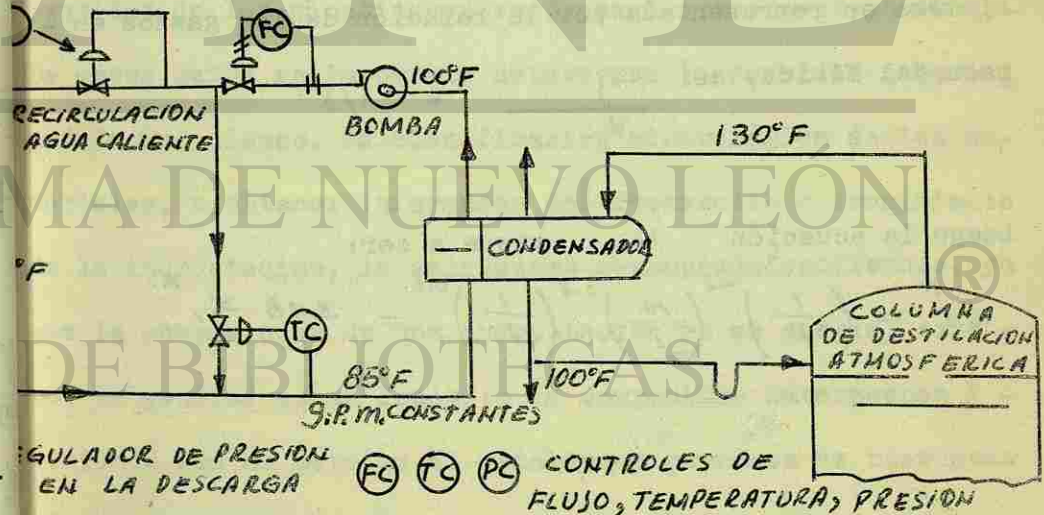 FC
100°F
RECIRCULACION
AGUA CALIENTE
BOMBA
130°F
MA DE NUEVO LEÓN
CONDENSADOR
°F
®
COLUMNA
DE DESTILACION
ATMOSFERICA
TC
DE BIBLIOTECAS
85°F
100°F
g.p.m. CONSTANTES
GULADOR DE PRESION
EN LA DESCARGA
FC TC PC
CONTROLES DE
FLUJO, TEMPERATURA, PRESION